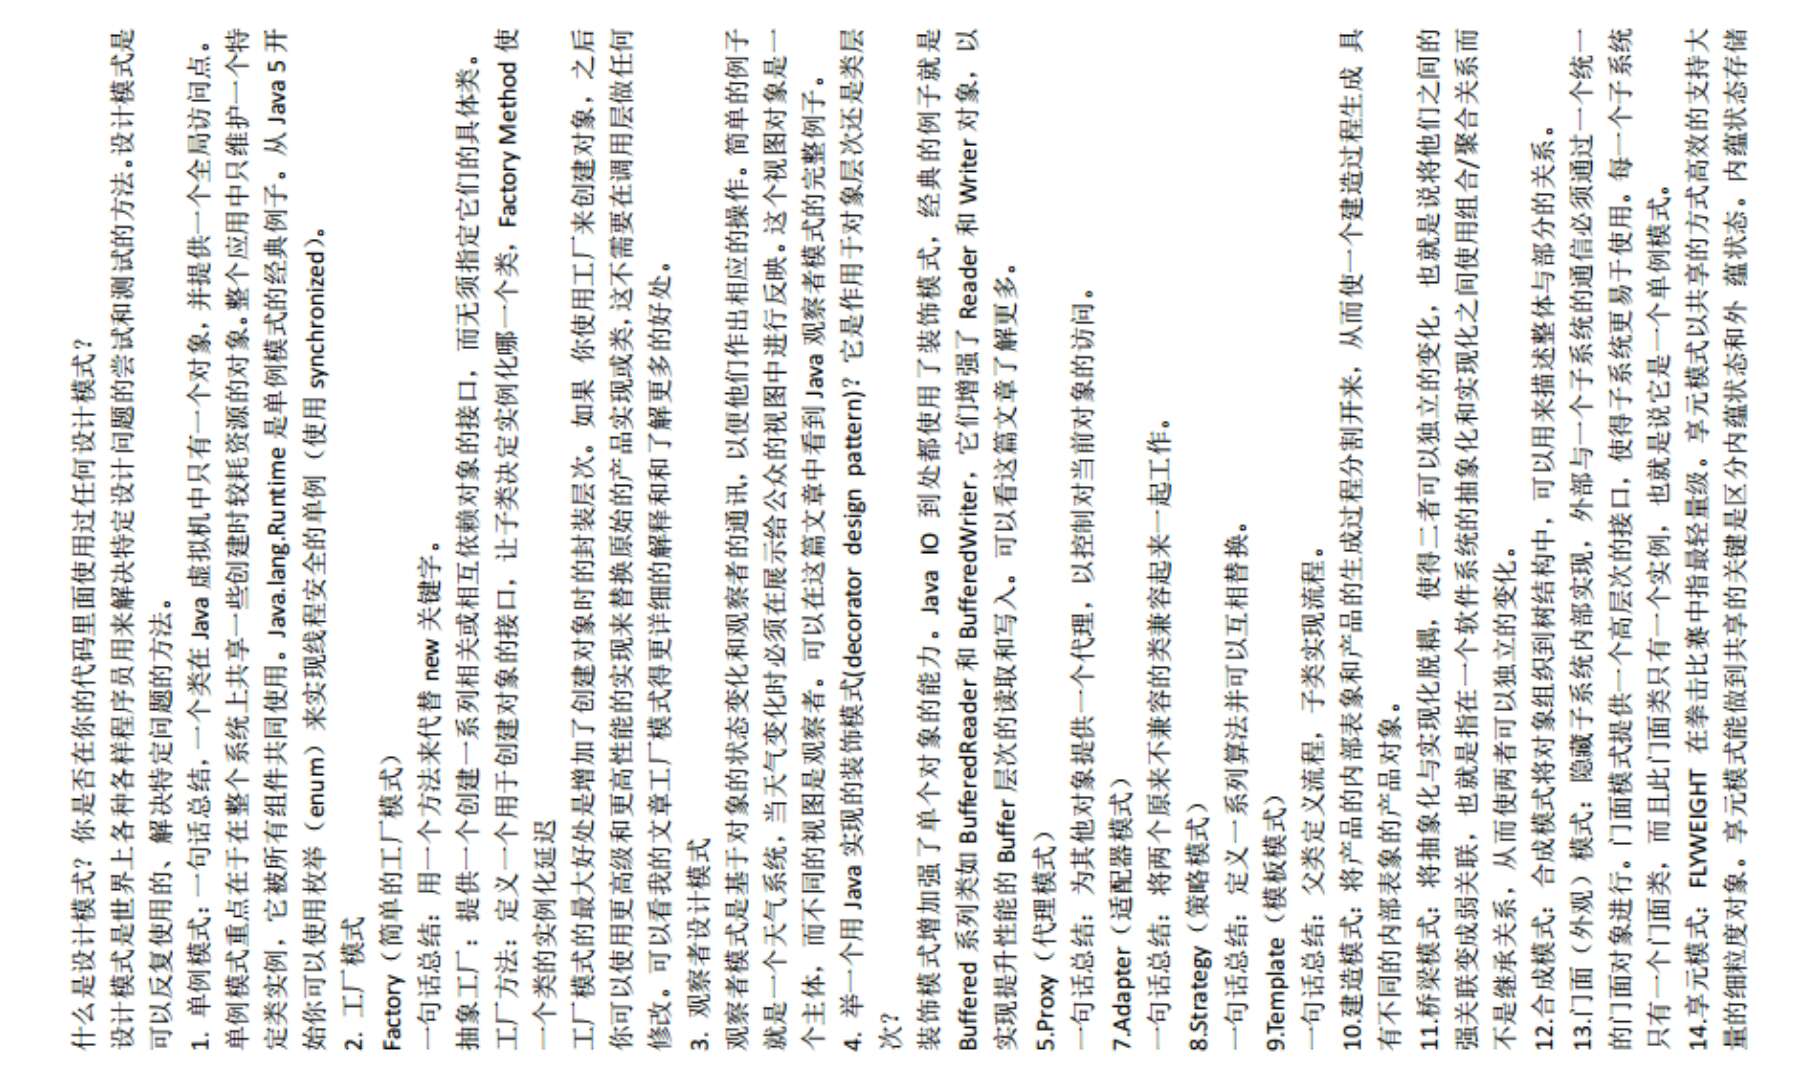 什么是设计模式？你是否在你的代码里面使用过任何设计模式？
设计模式是世界上各种各样程序员用来解决特定设计问题的尝试和测试的方法。设计模式是
可以反复使用的、解决特定问题的方法。
1. 单例模式：一句话总结，一个类在 Java 虚拟机中只有一个对象，并提供一个全局访问点。
单例模式重点在于在整个系统上共享一些创建时较耗资源的对象。整个应用中只维护一个特
定类实例，它被所有组件共同使用。Java.lang.Runtime 是单例模式的经典例子。从 Java 5 开
始你可以使用枚举（enum）来实现线程安全的单例（使用 synchronized）。
2. 工厂模式
Factory（简单的工厂模式）
一句话总结：用一个方法来代替 new 关键字。
抽象工厂：提供一个创建一系列相关或相互依赖对象的接口，而无须指定它们的具体类。
工厂方法：定义一个用于创建对象的接口，让子类决定实例化哪一个类，Factory Method 使
一个类的实例化延迟
工厂模式的最大好处是增加了创建对象时的封装层次。如果 你使用工厂来创建对象，之后
你可以使用更高级和更高性能的实现来替换原始的产品实现或类，这不需要在调用层做任何
修改。可以看我的文章工厂模式得更详细的解释和和了解更多的好处。
3. 观察者设计模式
观察者模式是基于对象的状态变化和观察者的通讯，以便他们作出相应的操作。简单的例子
就是一个天气系统，当天气变化时必须在展示给公众的视图中进行反映。这个视图对象是一
个主体，而不同的视图是观察者。可以在这篇文章中看到 Java 观察者模式的完整例子。
4. 举一个用 Java 实现的装饰模式(decorator design pattern)？它是作用于对象层次还是类层
次？
装饰模式增加强了单个对象的能力。Java IO 到处都使用了装饰模式，经典的例子就是
Buffered 系列类如 BufferedReader 和 BufferedWriter，它们增强了 Reader 和 Writer 对象，以
实现提升性能的 Buffer 层次的读取和写入。可以看这篇文章了解更多。
5.Proxy（代理模式）
一句话总结：为其他对象提供一个代理，以控制对当前对象的访问。
7.Adapter（适配器模式）
一句话总结：将两个原来不兼容的类兼容起来一起工作。
8.Strategy（策略模式）
一句话总结：定义一系列算法并可以互相替换。
9.Template（模板模式）
一句话总结：父类定义流程，子类实现流程。
10.建造模式：将产品的内部表象和产品的生成过程分割开来，从而使一个建造过程生成 具
有不同的内部表象的产品对象。
11.桥梁模式：将抽象化与实现化脱耦，使得二者可以独立的变化，也就是说将他们之间的
强关联变成弱关联，也就是指在一个软件系统的抽象化和实现化之间使用组合/聚合关系而
不是继承关系，从而使两者可以独立的变化。
12.合成模式：合成模式将对象组织到树结构中，可以用来描述整体与部分的关系。
13.门面（外观）模式：隐藏子系统内部实现，外部与一个子系统的通信必须通过一个统一
的门面对象进行。门面模式提供一个高层次的接口，使得子系统更易于使用。每一个子系统
只有一个门面类，而且此门面类只有一个实例，也就是说它是一个单例模式。
14.享元模式：FLYWEIGHT 在拳击比赛中指最轻量级。享元模式以共享的方式高效的支持大
量的细粒度对象。享元模式能做到共享的关键是区分内蕴状态和外 蕴状态。内蕴状态存储